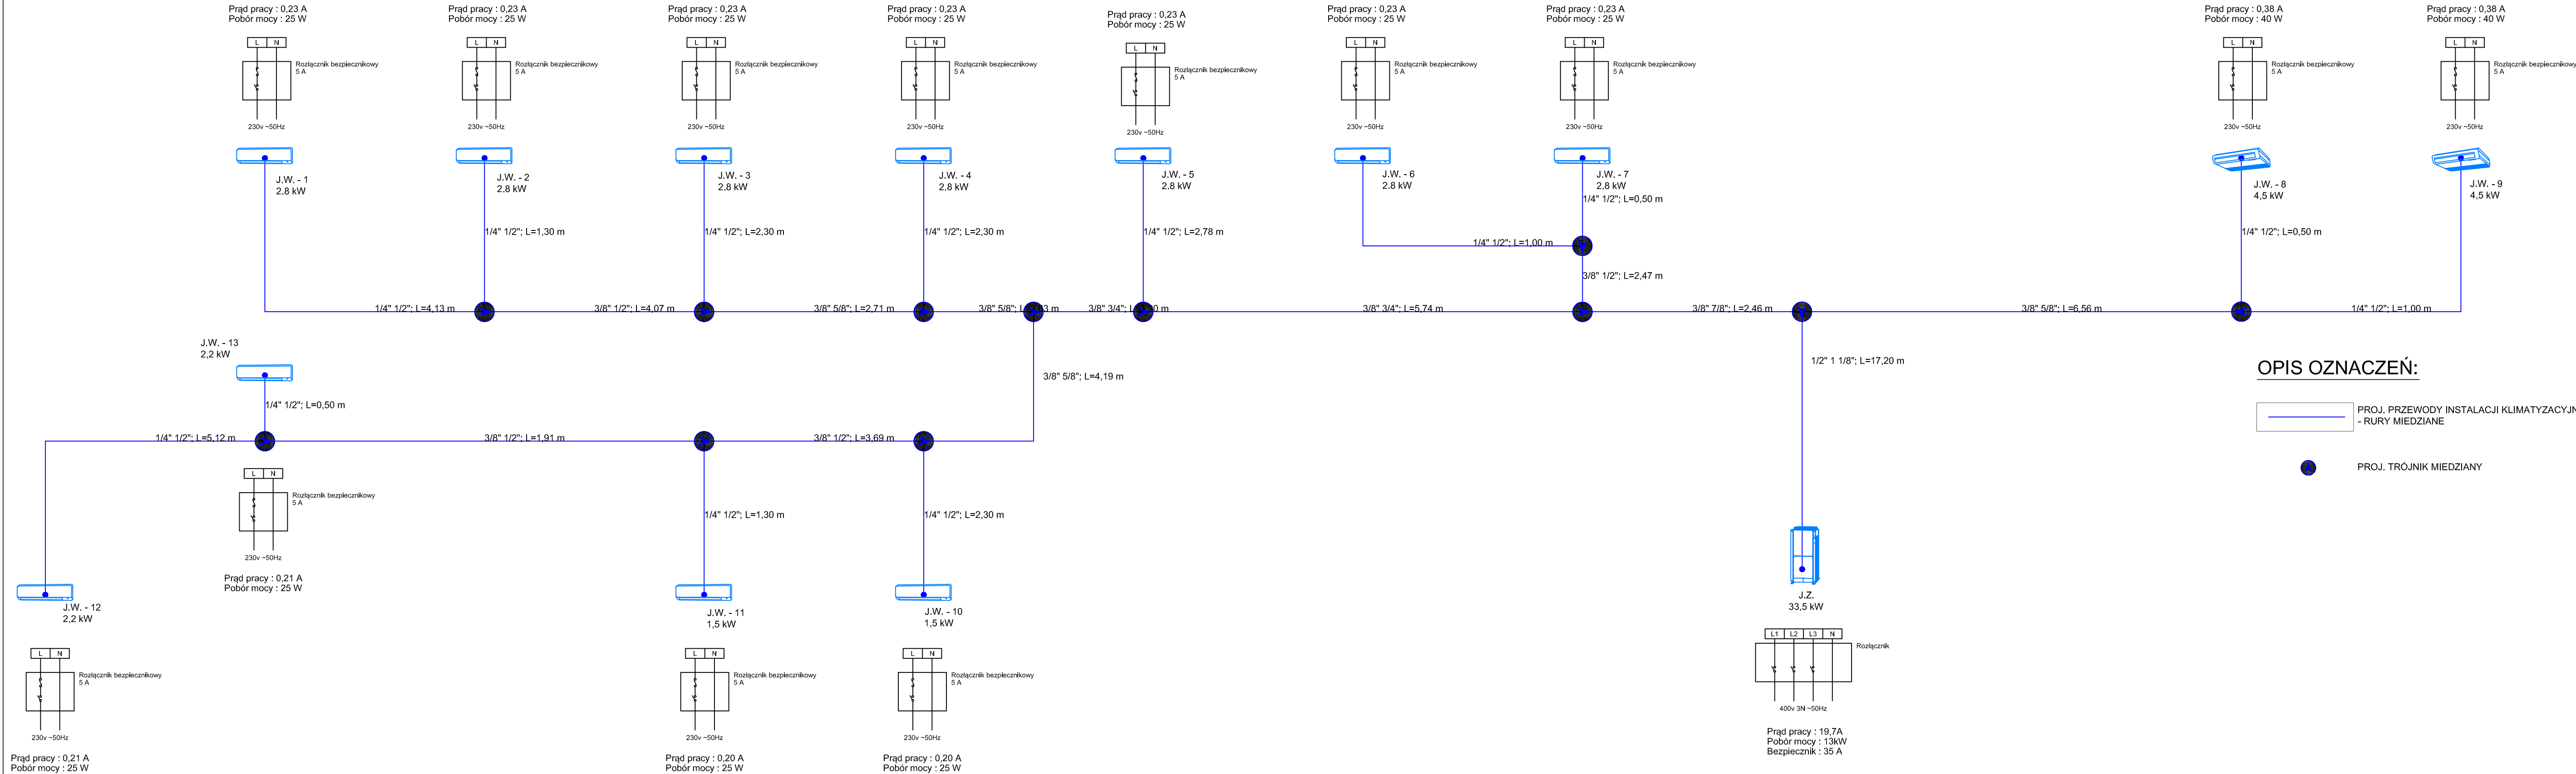 Prąd pracy : 0,23 A
Pobór mocy : 25 W
L N
Rozłącznik bezpiecznikowy
5 A
230v ~50Hz
J.W. - 1
2.8 kW
Prąd pracy : 0,23 A
Pobór mocy : 25 W
L N
Rozłącznik bezpiecznikowy
5 A
230v ~50Hz
J.W. - 2
2,8 kW
1/4" 1/2"; L=1,30 m
Prąd pracy : 0,23 A
Pobór mocy : 25 W
L N
Rozłącznik bezpiecznikowy
5 A
230v ~50Hz
J.W. - 3
2,8 kW
1/4" 1/2"; L=2,30 m
Prąd pracy : 0,23 A
Pobór mocy : 25 W
L N
Rozłącznik bezpiecznikowy
5 A
230v ~50Hz
J.W. - 4
2,8 kW
1/4" 1/2"; L=2,30 m
Prąd pracy : 0,23 A
Pobór mocy : 25 W
L N
Rozłącznik bezpiecznikowy
5 A
230v ~50Hz
J.W. - 5
2.8 kW
1/4" 1/2"; L=2,78 m
Prąd pracy : 0,23 A
Pobór mocy : 25 W
L N
Rozłącznik bezpiecznikowy
5 A
230v ~50Hz
J.W. - 6
2.8 kW
1/4" 1/2"; L=1,00 m
Prąd pracy : 0,23 A
Pobór mocy : 25 W
L N
Rozłącznik bezpiecznikowy
5 A
230v ~50Hz
J.W. - 7
2.8 kW
1/4" 1/2"; L=0,50 m
3/8" 1/2"; L=2,47 m
Prąd pracy : 0,38 A
Pobór mocy : 40 W
L N
Rozłącznik bezpiecznikowy
5 A
230v ~50Hz
J.W. - 8
4,5 kW
1/4" 1/2"; L=0,50 m
Prąd pracy : 0,38 A
Pobór mocy : 40 W
L N
Rozłącznik bezpiecznikowy
5 A
230v ~50Hz
J.W. - 9
4,5 kW
1/4" 1/2"; L=4,13 m
3/8" 1/2"; L=4,07 m
3/8" 5/8"; L=2,71 m
3/8" 5/8";
3/8" 3/4";
3/8" 3/4"; L=5,74 m
3/8" 7/8"; L=2,46 m
3/8" 5/8"; L=6,56 m
1/4" 1/2"; L=1,00 m
J.W. - 13
2,2 kW
1/4" 1/2"; L=0,50 m
3/8" 5/8"; L=4,19 m
1/2" 1 1/8"; L=17,20 m
1/4" 1/2"; L=5,12 m
3/8" 1/2"; L=1,91 m
3/8" 1/2"; L=3,69 m
L N
Rozłącznik bezpiecznikowy
5 A
230v ~50Hz
Prąd pracy : 0,21 A
Pobór mocy : 25 W
1/4" 1/2"; L=1,30 m
1/4" 1/2"; L=2,30 m
J.W. - 12
2,2 kW
L N
Rozłącznik bezpiecznikowy
5 A
230v ~50Hz
Prąd pracy : 0,21 A
Pobór mocy : 25 W
J.W. - 11
1,5 kW
L N
Rozłącznik bezpiecznikowy
5 A
230v ~50Hz
Prąd pracy : 0,20 A
Pobór mocy : 25 W
J.W. - 10
1,5 kW
L N
Rozłącznik bezpiecznikowy
5 A
230v ~50Hz
Prąd pracy : 0,20 A
Pobór mocy : 25 W
J.Z.
33,5 kW
L1 L2 L3 N
Rozłącznik
400v 3N ~50Hz
Prąd pracy : 19,7A
Pobór mocy : 13kW
Bezpiecznik : 35 A
OPIS OZNACZEŃ:
PROJ. PRZEWODY INSTALACJI KLIMATYZACYJN
- RURY MIEDZIANE
PROJ. TRÓJNIK MIEDZIANY